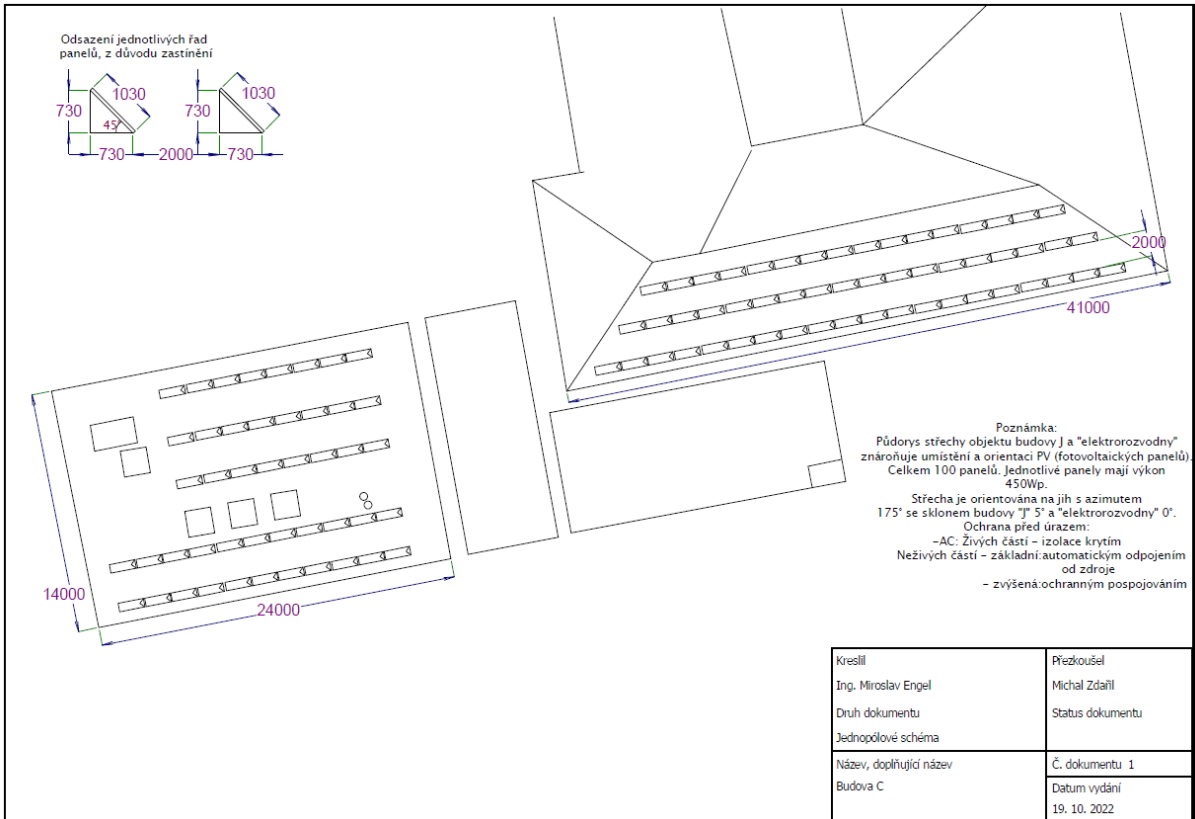 Odsazení jednotlivých řad
panelů, z důvodu zastínění
1030
1030
730
730
45°
730
2000
730
2000
41000
14000
24000
Poznámka:
Půdorys střechy objektu budovy J a "elektrorozvodny"
znároňuje umístění a orientaci PV (fotovoltaických panelů).
Celkem 100 panelů. Jednotlivé panely mají výkon
450Wp.
Střecha je orientována na jih s azimutem
175° se sklonem budovy "J" 5° a "elektrorozvodny" 0°.
Ochrana před úrazem:
-AC: Živých částí - izolace krytím
Neživých částí - základní:automatickým odpojením
od zdroje
- zvýšená:ochranným pospojováním
Kreslil
Ing. Miroslav Engel
Přezkoušel
Michal Zdařil
Druh dokumentu
Jednopólové schéma
Status dokumentu
Název, doplňující název
Budova C
Č. dokumentu 1
Datum vydání
19. 10. 2022